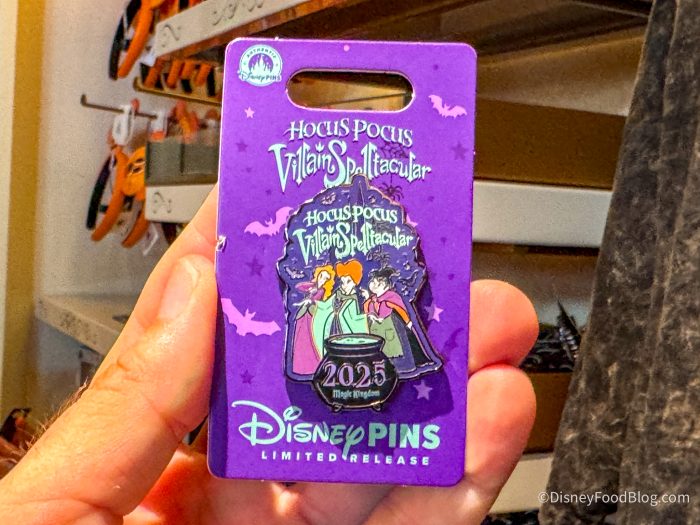 AUTHENTIC
Disney PINS
HOCUS POCUS
Villain Spelltacular
HOCUS POCUS
Villain Spelltacular
2025
Magic Kingdom
Disney PINS
LIMITED RELEASE
©DisneyFoodBlog.com